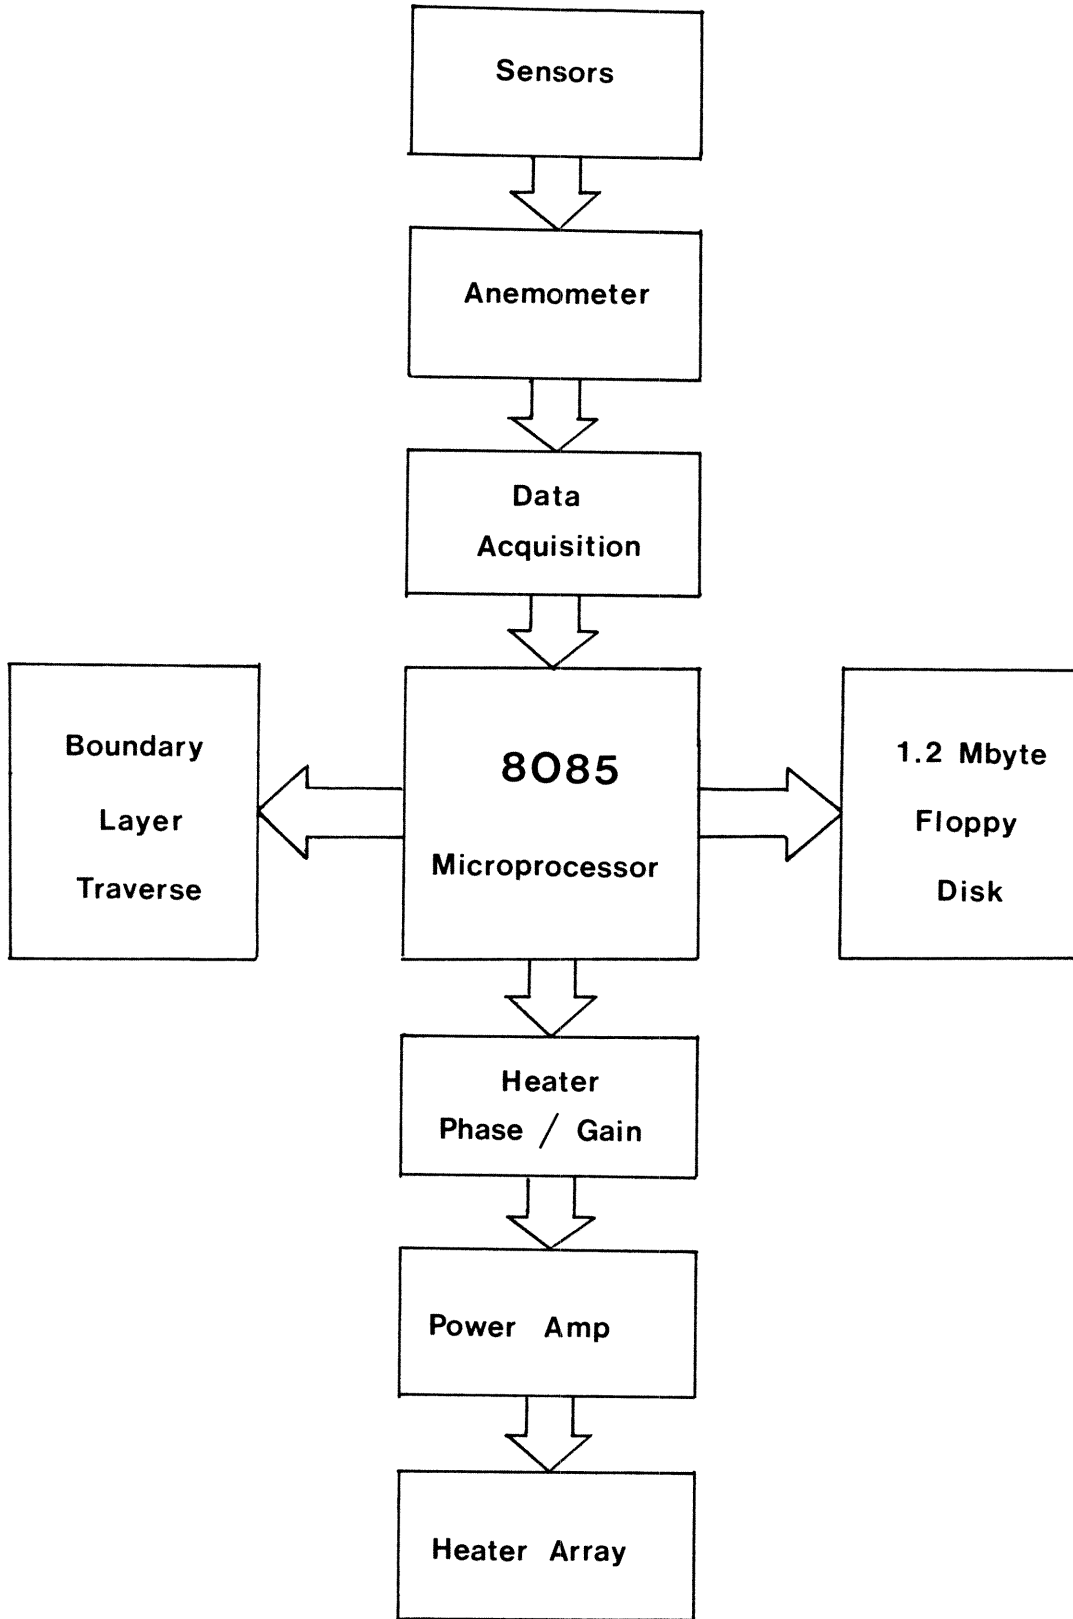 Sensors
Anemometer
Data
Acquisition
Boundary
Layer
Traverse
8085
Microprocessor
1.2 Mbyte
Floppy
Disk
Heater
Phase / Gain
Power Amp
Heater Array